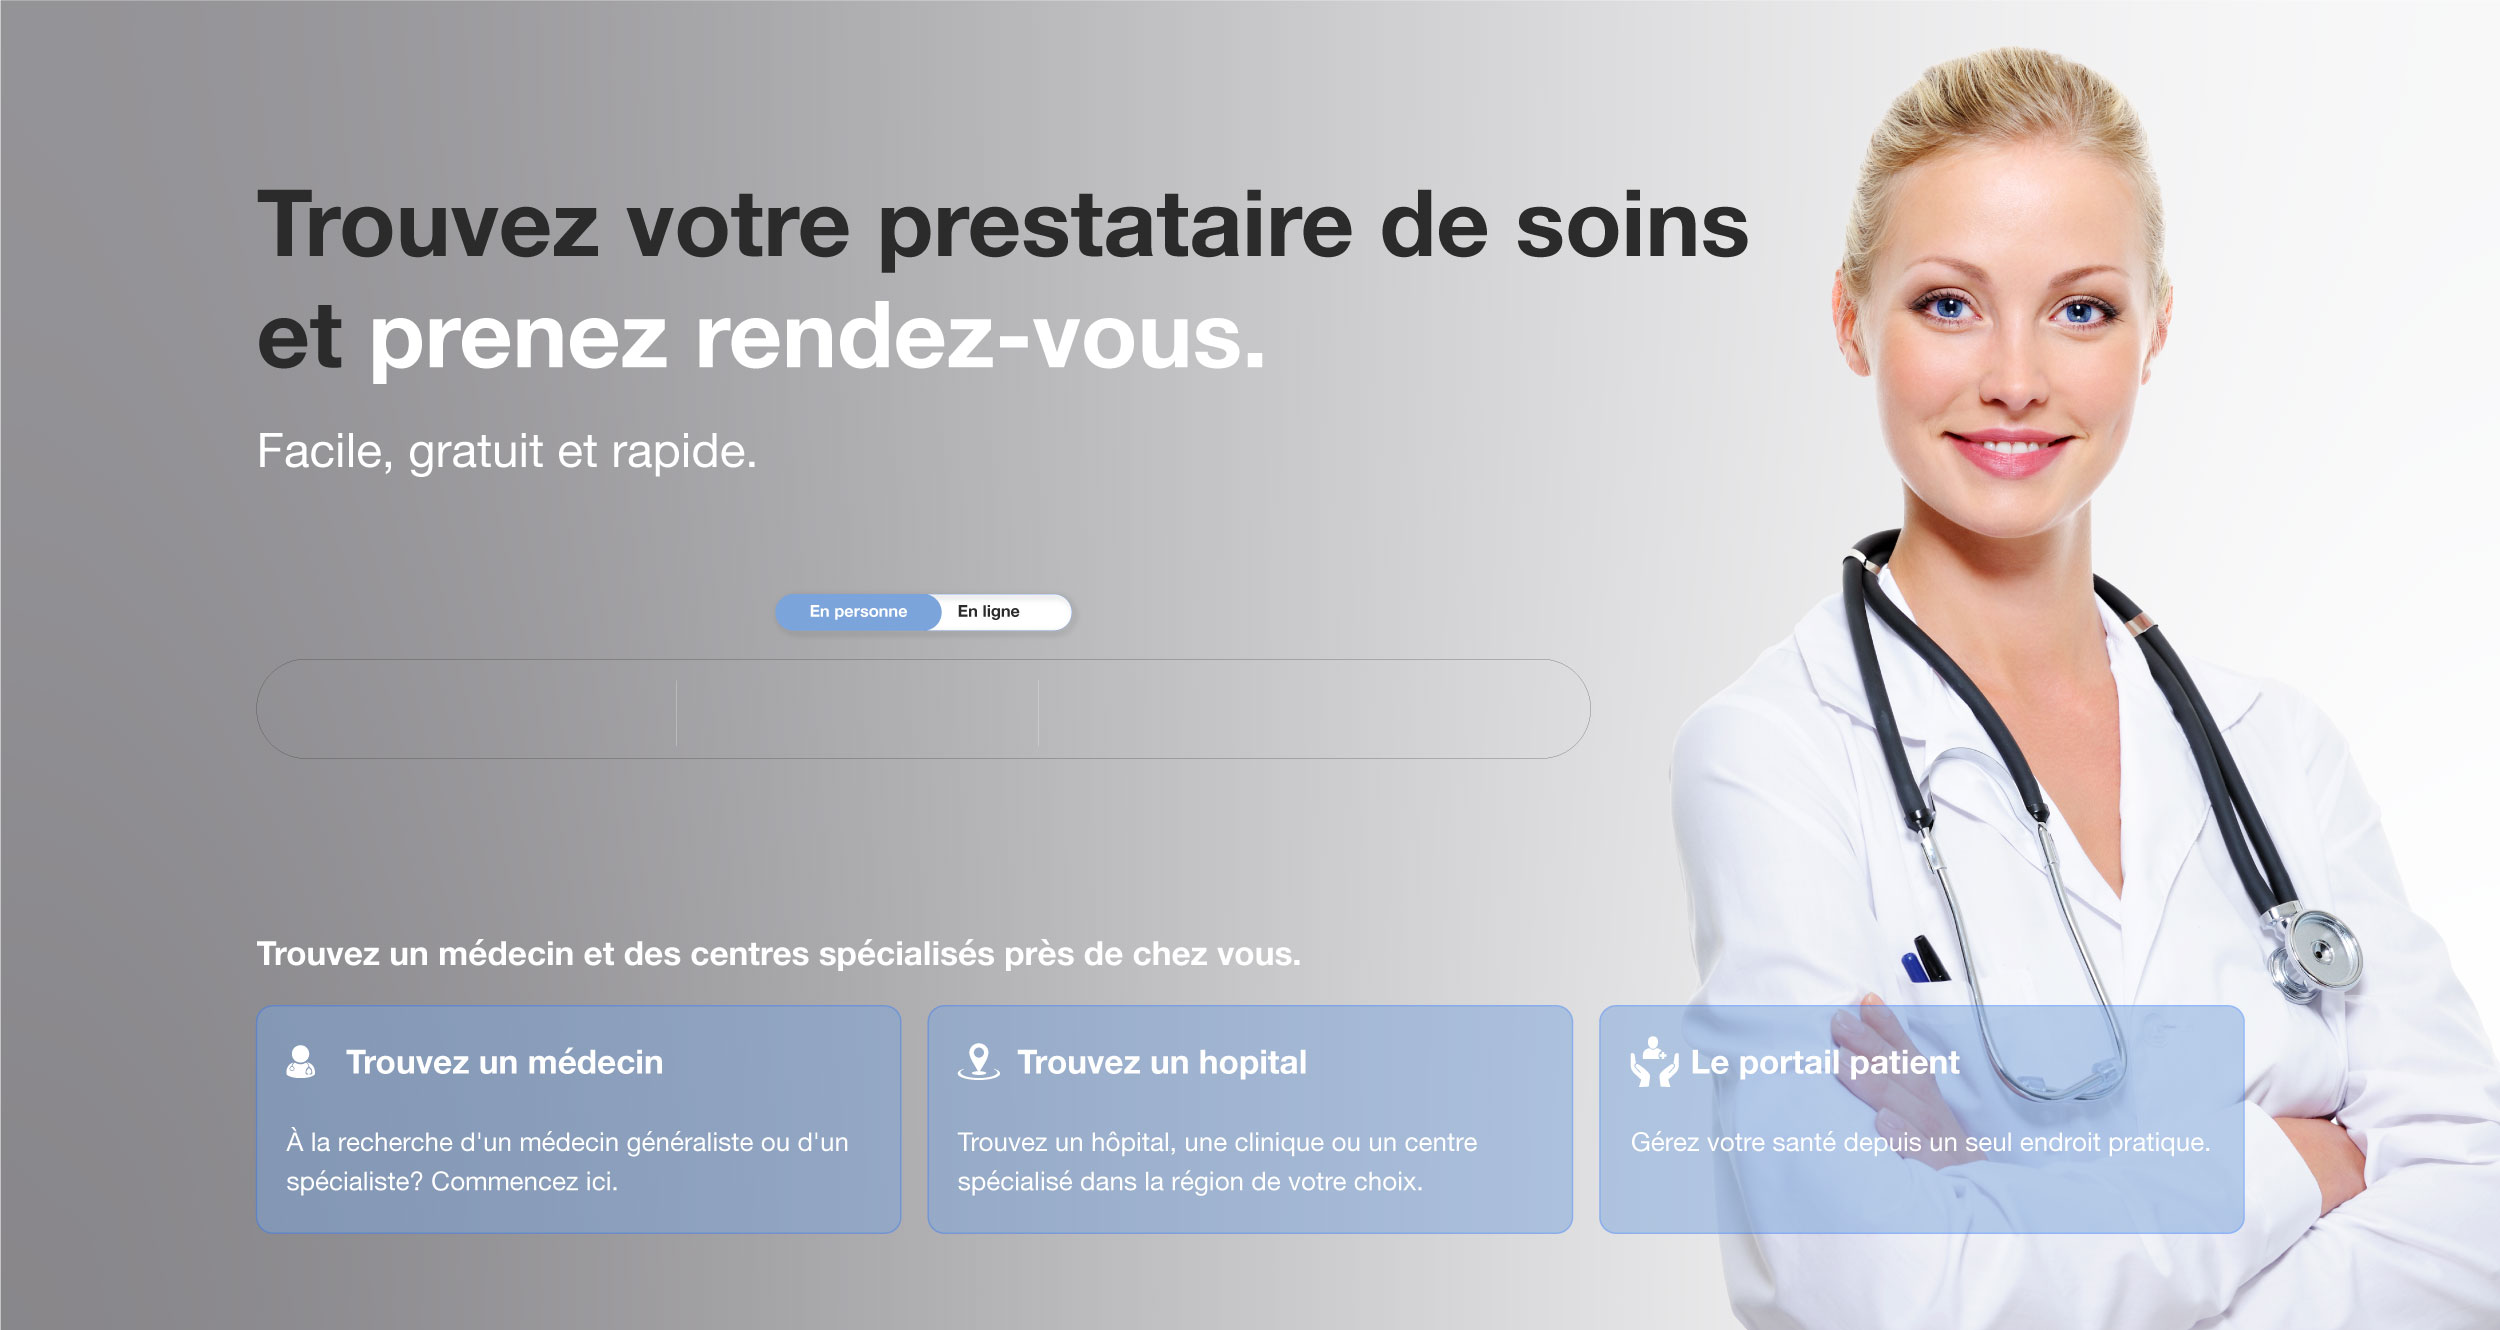 Trouvez votre prestataire de soins
et prenez rendez-vous.
Facile, gratuit et rapide.
En personne
En ligne
Trouvez un médecin et des centres spécialisés près de chez vous.
Trouvez un médecin
À la recherche d'un médecin généraliste ou d'un
spécialiste? Commencez ici.
Trouvez un hopital
Trouvez un hôpital, une clinique ou un centre
spécialisé dans la région de votre choix.
Le portail patient
Gérez votre santé depuis un seul endroit pratique.